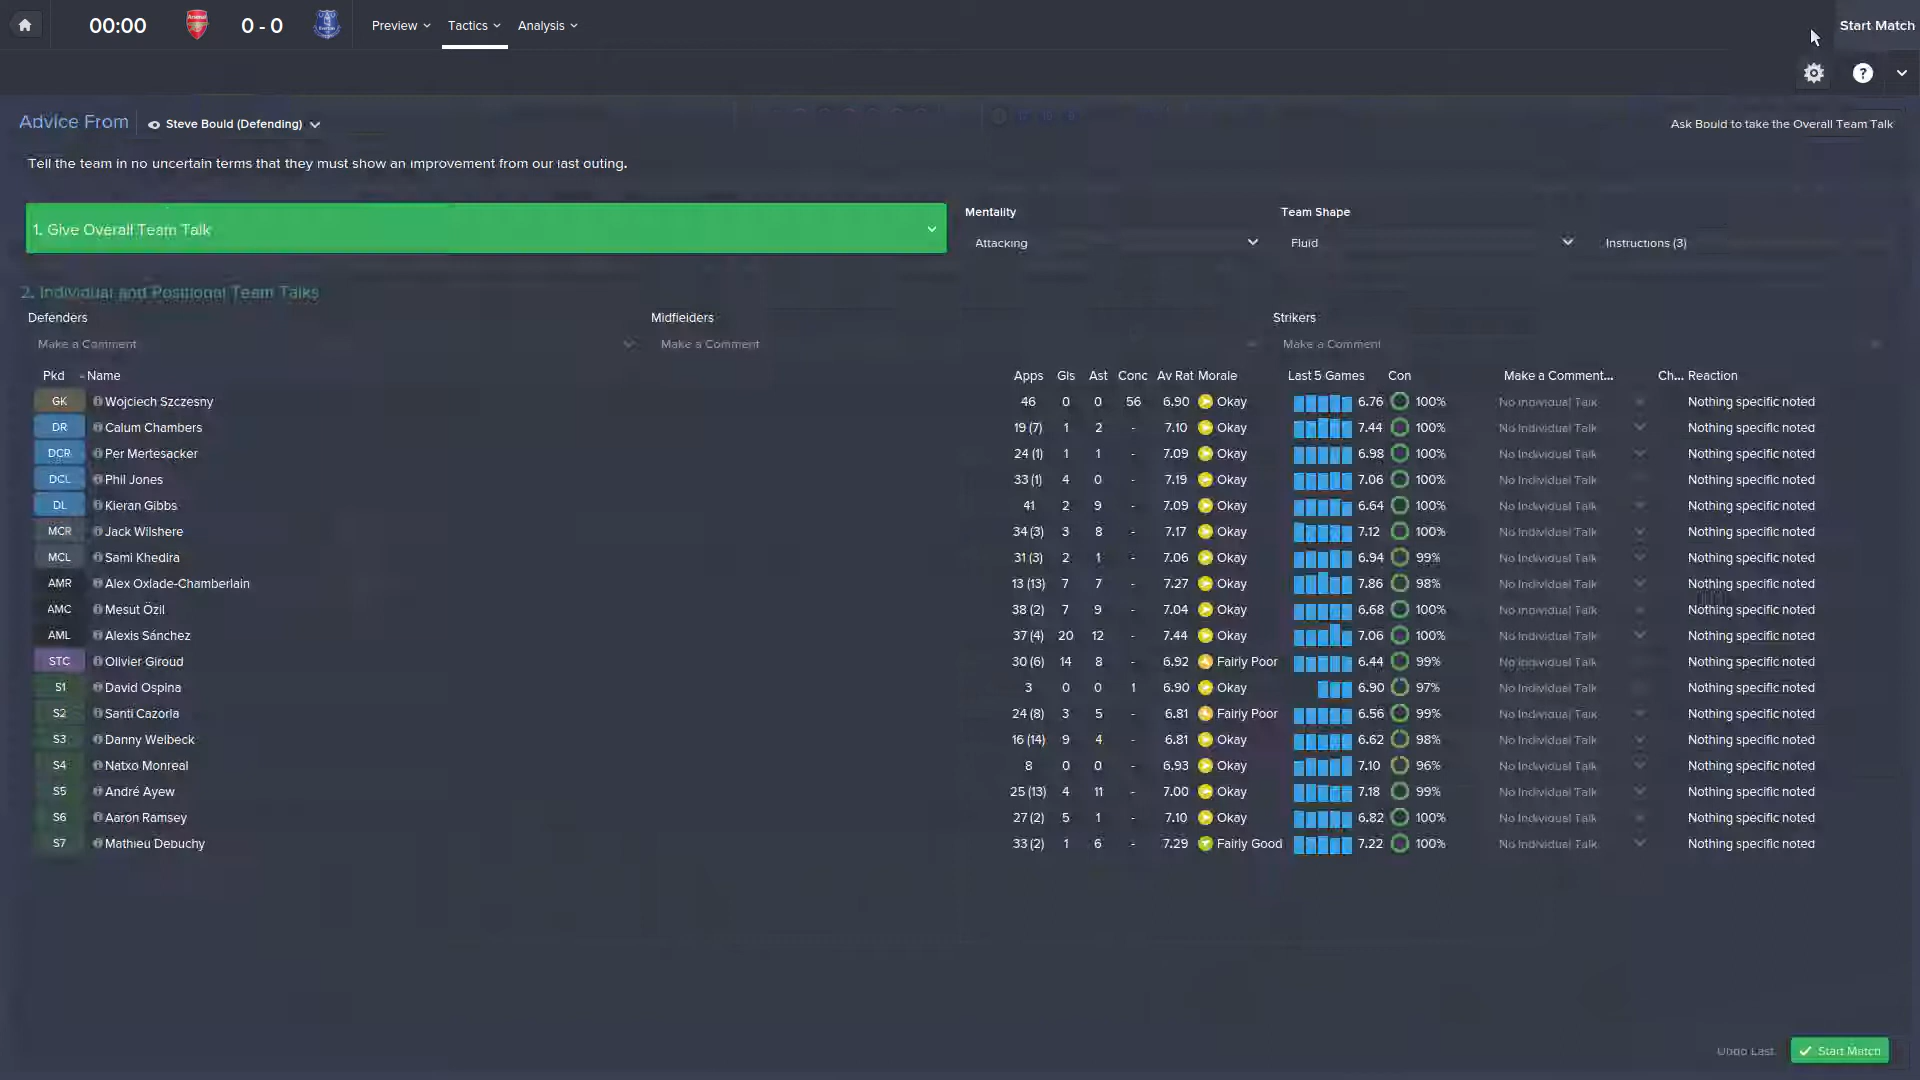 00:00 Arsenal 0 - 0 Everton Preview Tactics Analysis Start Match
?
Advice From Steve Bould (Defending) Ask Bould to take the Overall Team Talk
Tell the team in no uncertain terms that they must show an improvement from our last outing.
Mentality Team Shape
1. Give Overall Team Talk Attacking Fluid Instructions (3)
2. Individual and Positional Team Talks
Defenders Midfielders Strikers
Make a Comment Make a Comment Make a Comment
Pkd Name Apps Gls Ast Conc Av Rat Morale Last 5 Games Con Make a Comment... Ch... Reaction
GK Wojciech Szczesny 46 0 0 56 6.90 Okay 6.76 100% No Individual Talk Nothing specific noted
DR Calum Chambers 19 (7) 1 2 - 7.10 Okay 7.44 100% No Individual Talk Nothing specific noted
DCR Per Mertesacker 24 (1) 1 1 - 7.09 Okay 6.98 100% No Individual Talk Nothing specific noted
DCL Phil Jones 33 (1) 4 0 - 7.19 Okay 7.06 100% No Individual Talk Nothing specific noted
DL Kieran Gibbs 41 2 9 - 7.09 Okay 6.64 100% No Individual Talk Nothing specific noted
MCR Jack Wilshere 34 (3) 3 8 - 7.17 Okay 7.12 100% No Individual Talk Nothing specific noted
MCL Sami Khedira 31 (3) 2 1 - 7.06 Okay 6.94 99% No Individual Talk Nothing specific noted
AMR Alex Oxlade-Chamberlain 13 (13) 7 7 - 7.27 Okay 7.86 98% No Individual Talk Nothing specific noted
AMC Mesut Özil 38 (2) 7 9 - 7.04 Okay 6.68 100% No Individual Talk Nothing specific noted
AML Alexis Sánchez 37 (4) 20 12 - 7.44 Okay 7.06 100% No Individual Talk Nothing specific noted
STC Olivier Giroud 30 (6) 14 8 - 6.92 Fairly Poor 6.44 99% No Individual Talk Nothing specific noted
S1 David Ospina 3 0 0 1 6.90 Okay 6.90 97% No Individual Talk Nothing specific noted
S2 Santi Cazorla 24 (8) 3 5 - 6.81 Fairly Poor 6.56 99% No Individual Talk Nothing specific noted
S3 Danny Welbeck 16 (14) 9 4 - 6.81 Okay 6.62 98% No Individual Talk Nothing specific noted
S4 Natxo Monreal 8 0 0 - 6.93 Okay 7.10 96% No Individual Talk Nothing specific noted
S5 André Ayew 25 (13) 4 11 - 7.00 Okay 7.18 99% No Individual Talk Nothing specific noted
S6 Aaron Ramsey 27 (2) 5 1 - 7.10 Okay 6.82 100% No Individual Talk Nothing specific noted
S7 Mathieu Debuchy 33 (2) 1 6 - 7.29 Fairly Good 7.22 100% No Individual Talk Nothing specific noted
Undo Last Start Match